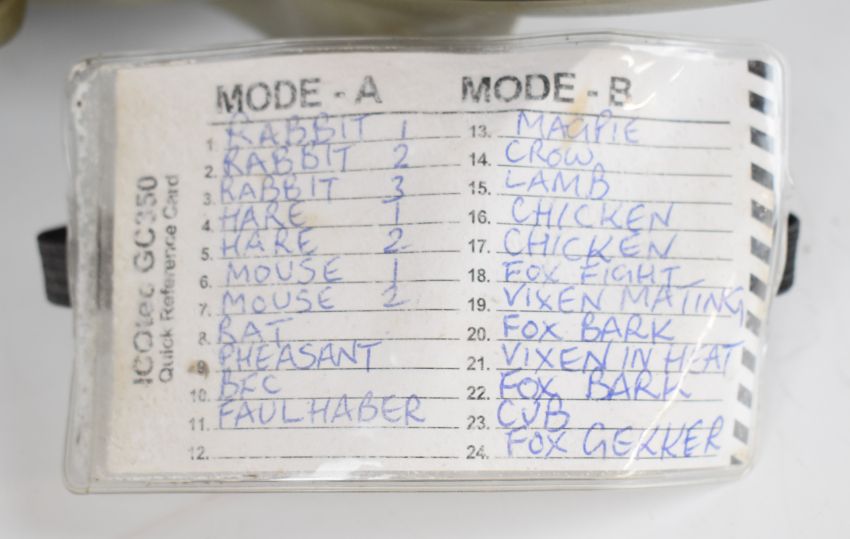 ICOtec GC350
Quick Reference Card
MODE - A
1. RABBIT 1
2. RABBIT 2
3. RABBIT 3
4. HARE 1
5. HARE 2
6. MOUSE 1
7. MOUSE 2
8. RAT
9. PHEASANT
10. BFC
11. FAULHABER
12.
MODE - B
13. MAGPIE
14. CROW
15. LAMB
16. CHICKEN
17. CHICKEN
18. FOX FIGHT
19. VIXEN MATING
20. FOX BARK
21. VIXEN IN HEAT
22. FOX BARK
23. CUB
24. FOX GEKKER